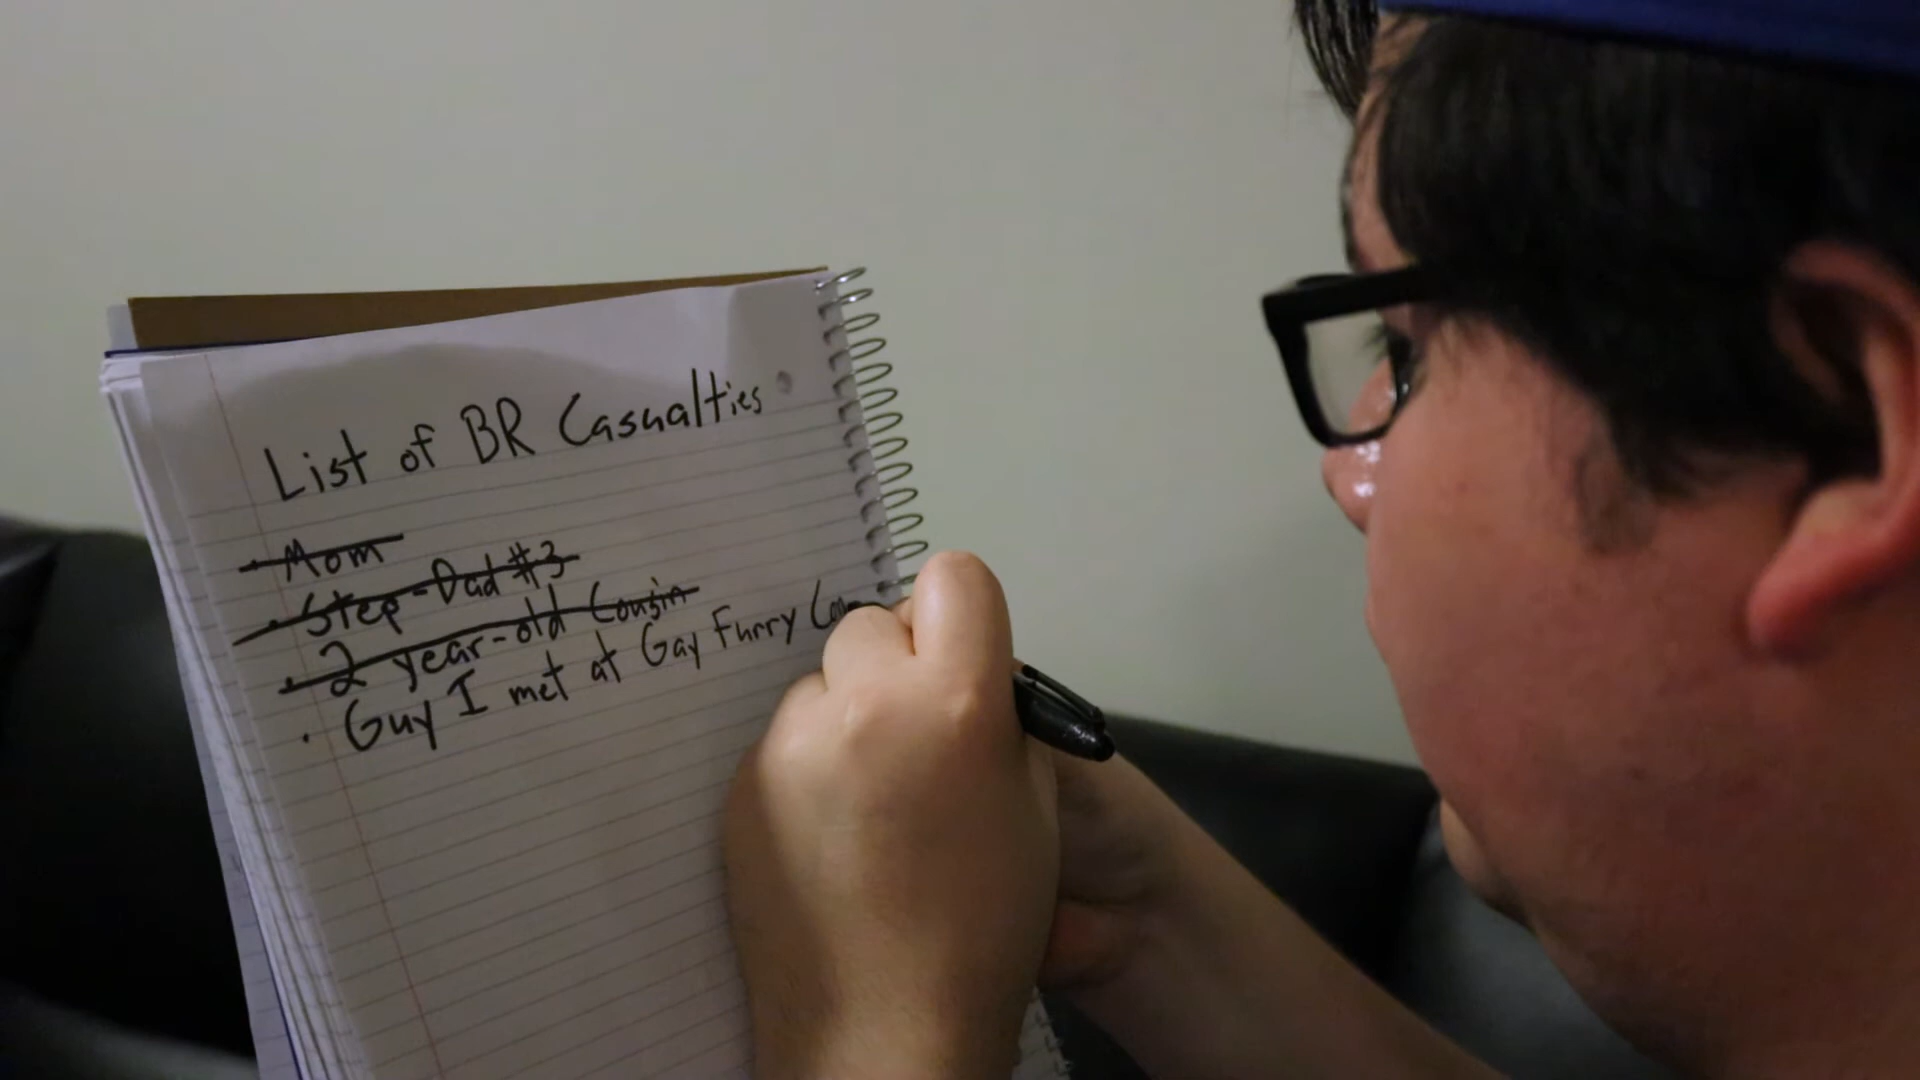 List of BR Casualties
· Mom
· Step-Dad #3
· 2 year-old Cousin
· Guy I met at Gay Furry